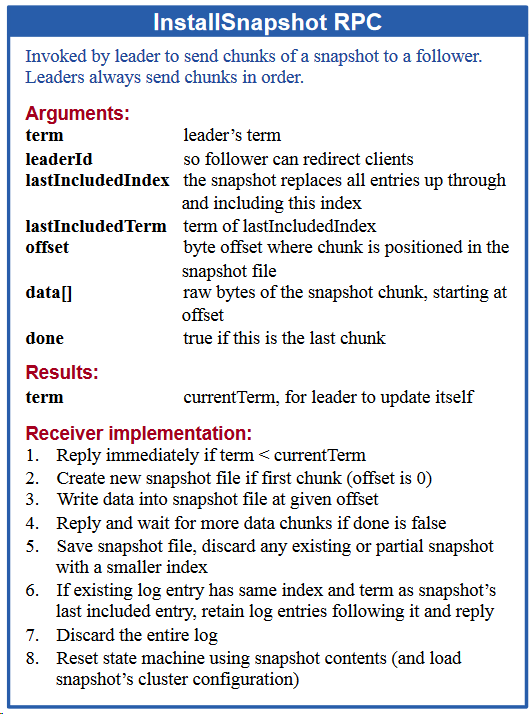 InstallSnapshot RPC
Invoked by leader to send chunks of a snapshot to a follower.
Leaders always send chunks in order.
Arguments:
term leader’s term
leaderId so follower can redirect clients
lastIncludedIndex the snapshot replaces all entries up through
and including this index
lastIncludedTerm term of lastIncludedIndex
offset byte offset where chunk is positioned in the
snapshot file
data[] raw bytes of the snapshot chunk, starting at
offset
done true if this is the last chunk
Results:
term currentTerm, for leader to update itself
Receiver implementation:
1. Reply immediately if term < currentTerm
2. Create new snapshot file if first chunk (offset is 0)
3. Write data into snapshot file at given offset
4. Reply and wait for more data chunks if done is false
5. Save snapshot file, discard any existing or partial snapshot
with a smaller index
6. If existing log entry has same index and term as snapshot’s
last included entry, retain log entries following it and reply
7. Discard the entire log
8. Reset state machine using snapshot contents (and load
snapshot’s cluster configuration)